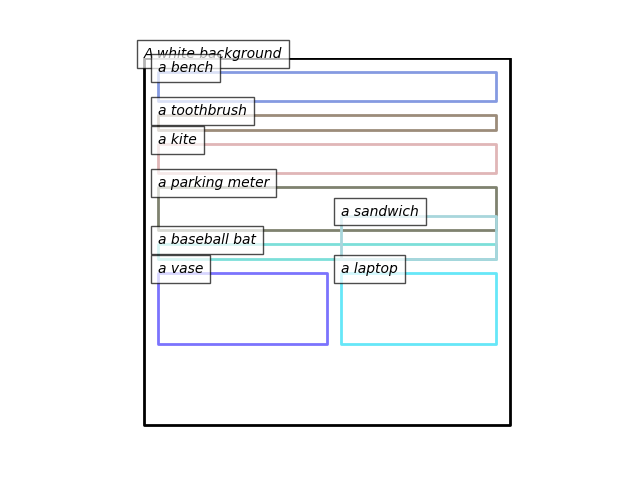 A white background
a bench
a toothbrush
a kite
a parking meter
a sandwich
a baseball bat
a vase
a laptop